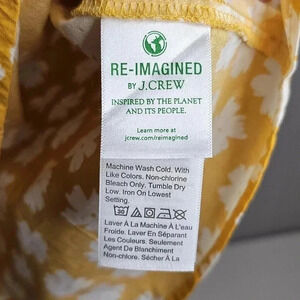 RE-IMAGINED
BY J.CREW
INSPIRED BY THE PLANET
AND ITS PEOPLE.
Learn more at
jcrew.com/reimagined
Machine Wash Cold. With
Like Colors. Non-chlorine
Bleach Only. Tumble Dry
Low. Iron On Lowest
Setting.
30
Laver À La Machine À L'eau
Froide. Laver En Séparant
Les Couleurs. Seulement
Agent De Blanchiment
Non-chlore. Sécher À La